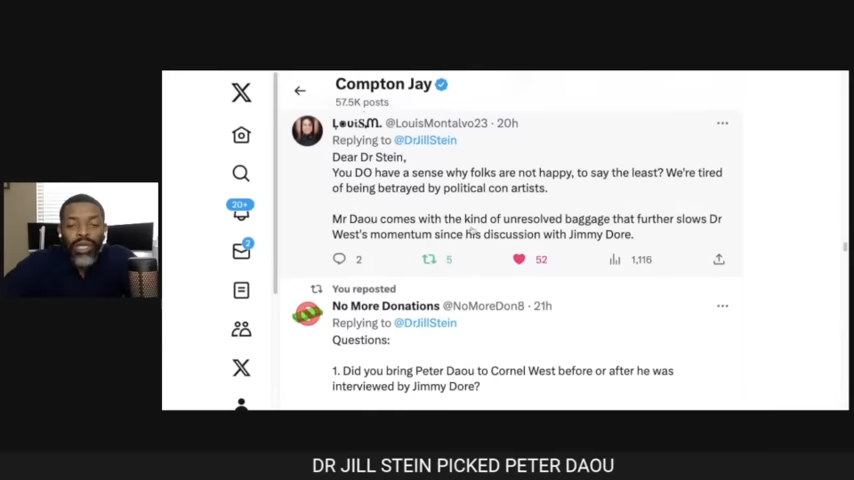 Compton Jay
57.5K posts
Ļ๏υiȘ௱. @LouisMontalvo23 · 20h
Replying to @DrJillStein
Dear Dr Stein,
You DO have a sense why folks are not happy, to say the least? We're tired
of being betrayed by political con artists.
Mr Daou comes with the kind of unresolved baggage that further slows Dr
West's momentum since his discussion with Jimmy Dore.
2 5 52 1,116
20+
2
You reposted
No More Donations @NoMoreDon8 · 21h
Replying to @DrJillStein
Questions:
1. Did you bring Peter Daou to Cornel West before or after he was
interviewed by Jimmy Dore?
DR JILL STEIN PICKED PETER DAOU